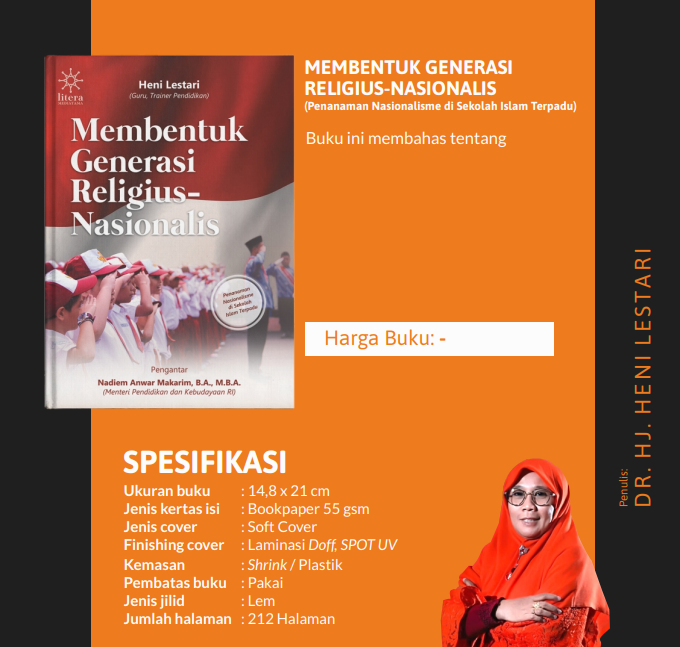 litera
MEDIATAMA
Heni Lestari
(Guru, Trainer Pendidikan)
Membentuk
Generasi
Religius-
Nasionalis
Penanaman
Nasionalisme
di Sekolah
Islam Terpadu
Pengantar
Nadiem Anwar Makarim, B.A., M.B.A.
(Menteri Pendidikan dan Kebudayaan RI)
MEMBENTUK GENERASI
RELIGIUS-NASIONALIS
(Penanaman Nasionalisme di Sekolah Islam Terpadu)
Buku ini membahas tentang
Harga Buku: -
SPESIFIKASI
Ukuran buku : 14,8 x 21 cm
Jenis kertas isi : Bookpaper 55 gsm
Jenis cover : Soft Cover
Finishing cover : Laminasi Doff, SPOT UV
Kemasan : Shrink / Plastik
Pembatas buku : Pakai
Jenis jilid : Lem
Jumlah halaman : 212 Halaman
Penulis:
DR. HJ. HENI LESTARI